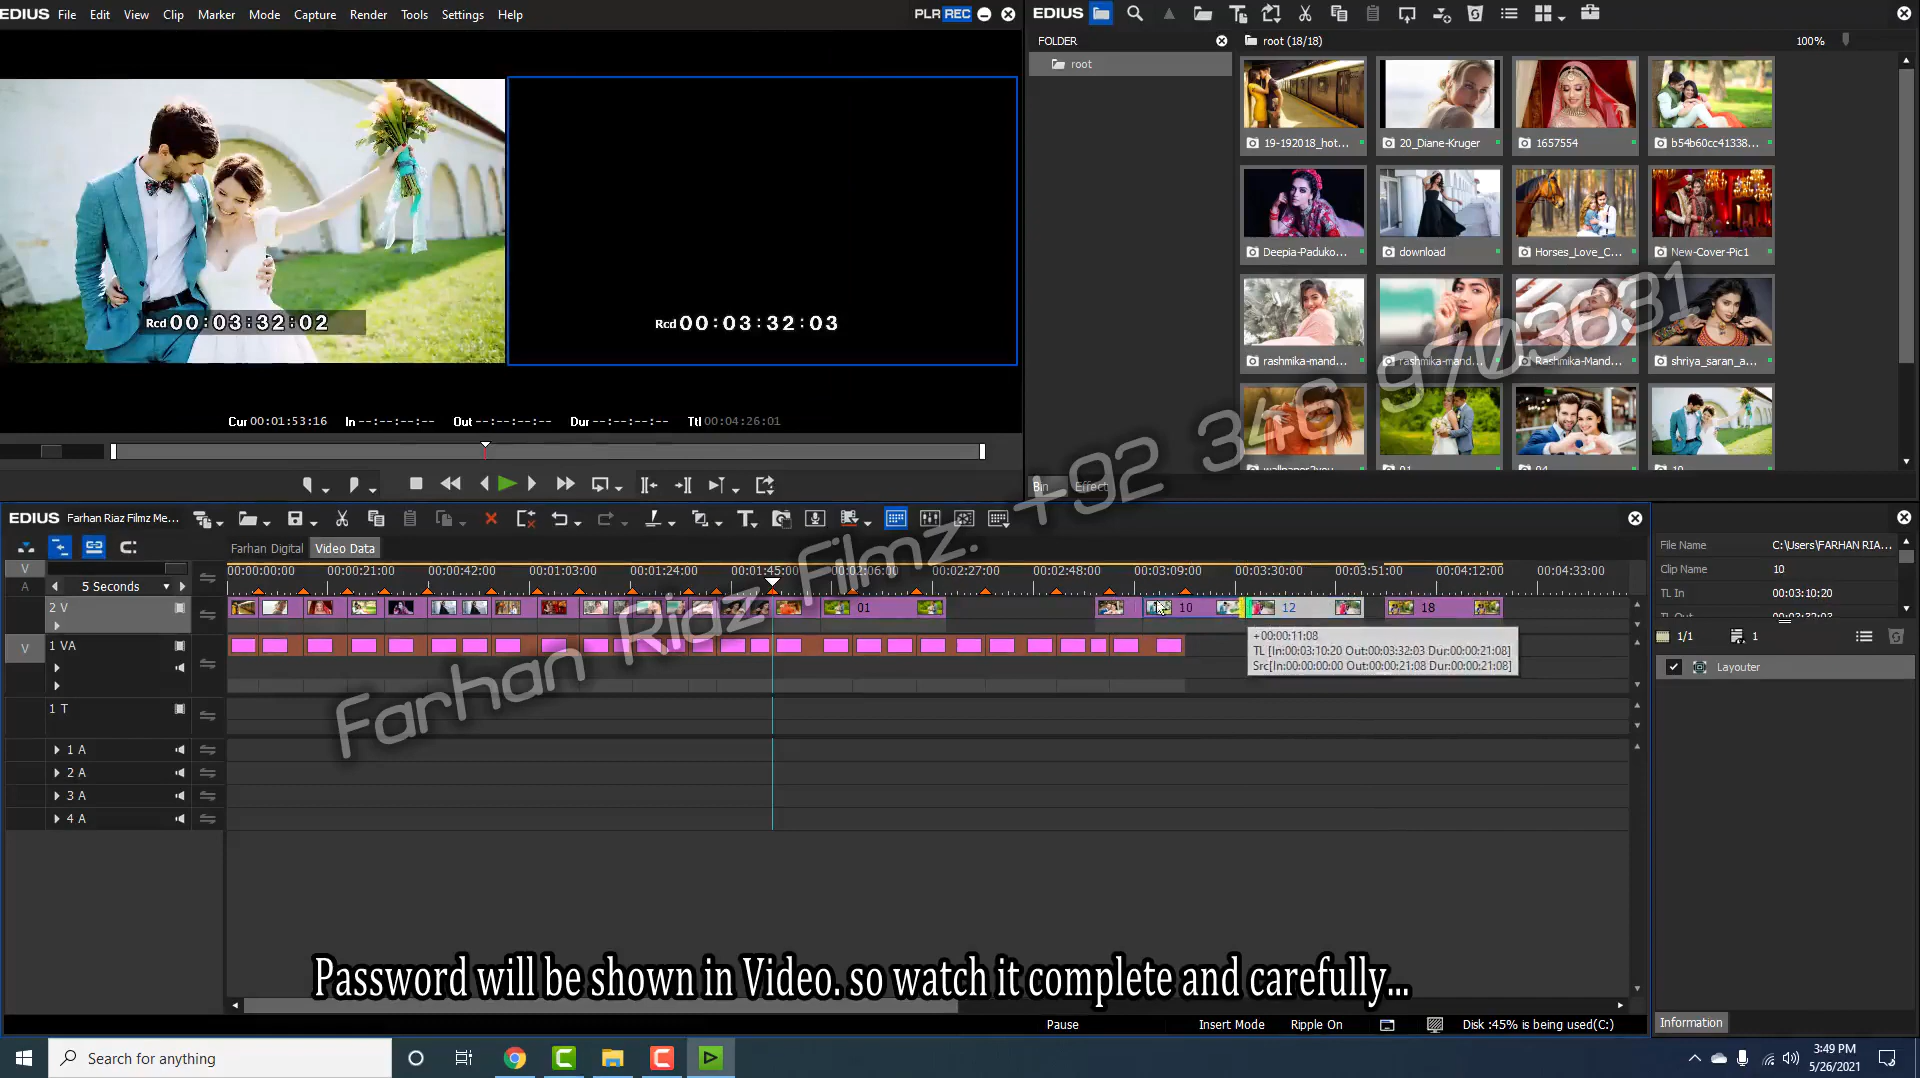 EDIUS File Edit View Clip Marker Mode Capture Render Tools Settings Help PLR REC
EDIUS
FOLDER
root (18/18)
100%
root
19-192018_hot...
20_Diane-Kruger
1657554
b54b60cc41338...
Deepia-Paduko...
download
Horses_Love_C...
New-Cover-Pic1
rashmika-mand...
rashmika-mand...
Rashmika-Mand...
shriya_saran_a...
Rcd 00:03:32:02
Rcd 00:03:32:03
Cur 00:01:53:16 In --:--:--:-- Out --:--:--:-- Dur --:--:--:-- Ttl 00:04:26:01
Bin Effect
EDIUS Farhan Riaz Filmz Me...
Farhan Digital Video Data
V
A
5 Seconds
00:00:00:00 00:00:21:00 00:00:42:00 00:01:03:00 00:01:24:00 00:01:45:00 00:02:06:00 00:02:27:00 00:02:48:00 00:03:09:00 00:03:30:00 00:03:51:00 00:04:12:00 00:04:33:00
2 V
01 10 12 18
V
1 VA
+00:00:11:08
TL [In:00:03:10:20 Out:00:03:32:03 Dur:00:00:21:08]
Src[In:00:00:00:00 Out:00:00:21:08 Dur:00:00:21:08]
1 T
1 A
2 A
3 A
4 A
File Name C:\Users\FARHAN RIA...
Clip Name 10
TL In 00:03:10:20
1/1 1
Layouter
Information
Farhan Riaz Filmz. +92 346 9703631
Password will be shown in Video. so watch it complete and carefully...
Pause Insert Mode Ripple On Disk :45% is being used(C:)
Search for anything
3:49 PM
5/26/2021